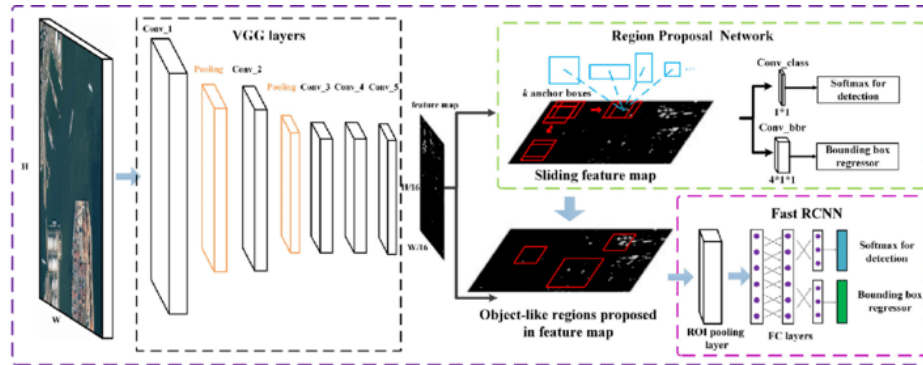 VGG layers
Conv_1
Pooling
Conv_2
Pooling
Conv_3
Conv_4
Conv_5
H
W
feature map
H/16
W/16
Region Proposal Network
k anchor boxes
...
Sliding feature map
Conv_class
1*1
Softmax for
detection
Conv_bbr
4*1*1
Bounding box
regressor
Object-like regions proposed
in feature map
Fast RCNN
ROI pooling
layer
FC layers
Softmax for
detection
Bounding box
regressor